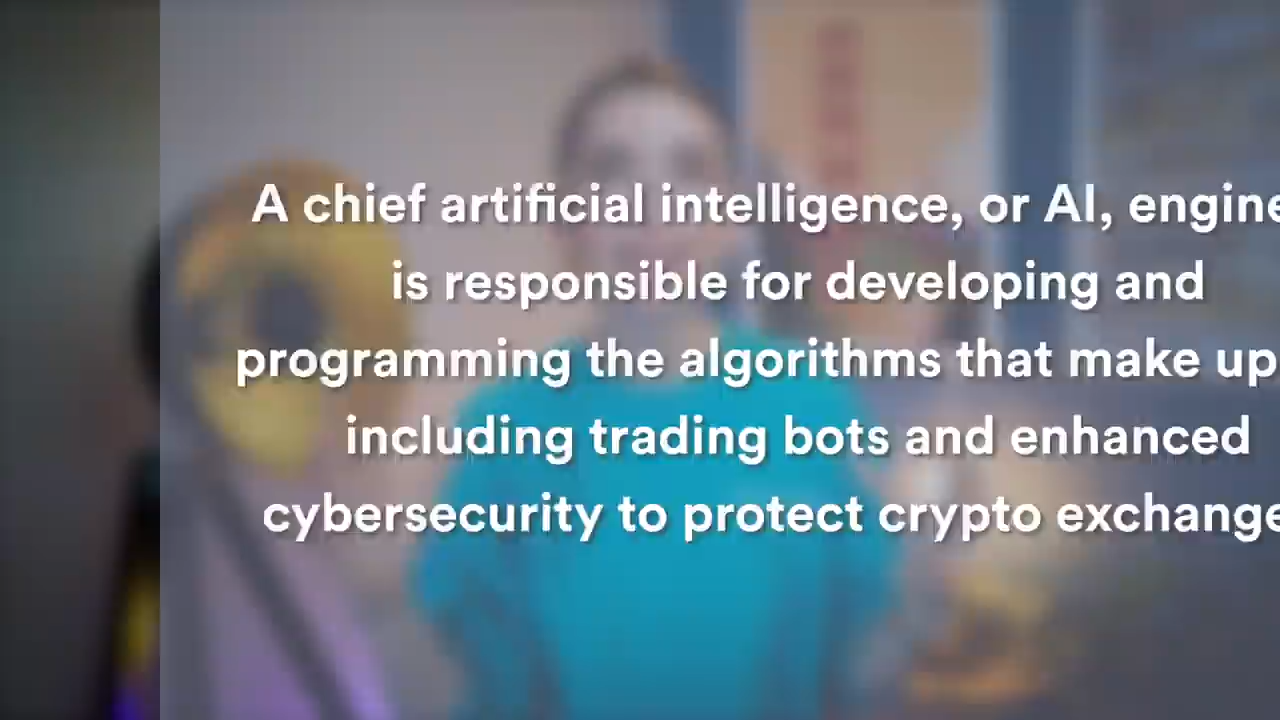 A chief artificial intelligence, or AI, engine
is responsible for developing and
programming the algorithms that make up
including trading bots and enhanced
cybersecurity to protect crypto exchange